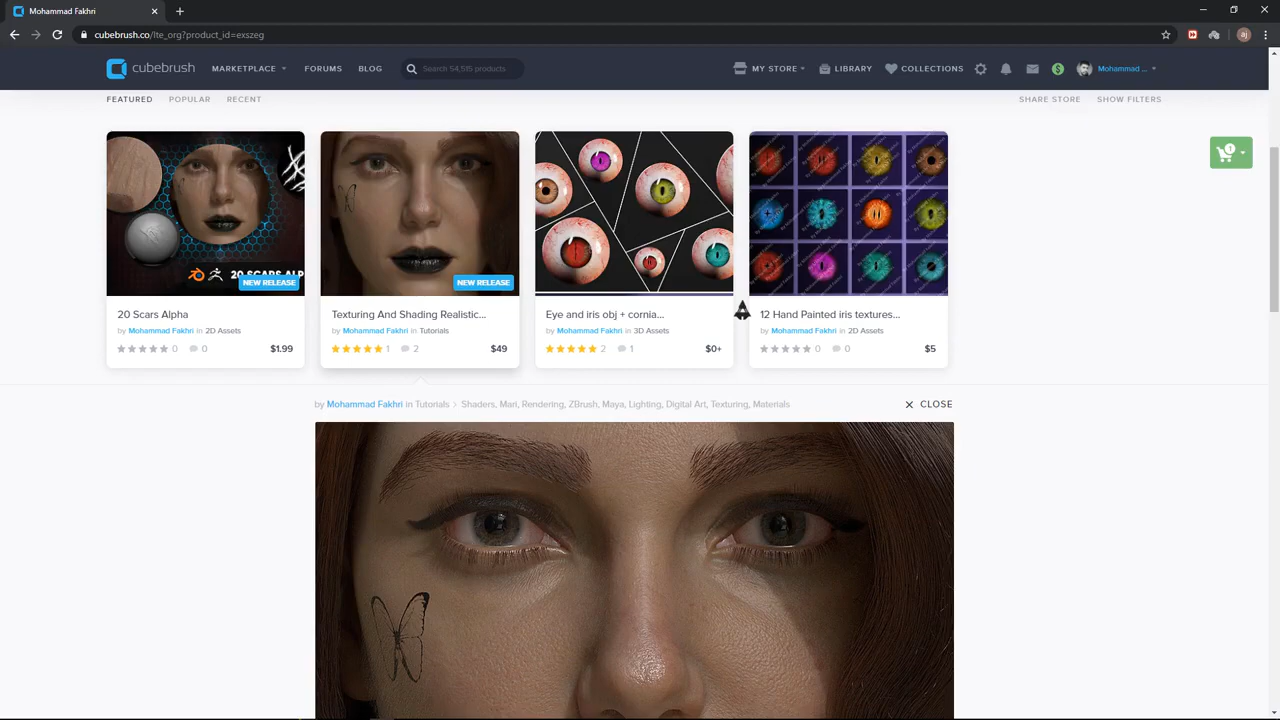 Mohammad Fakhri
cubebrush.co/lte_org?product_id=exszeg
aj
cubebrush MARKETPLACE FORUMS BLOG Search 54,515 products MY STORE LIBRARY COLLECTIONS Mohammad ...
FEATURED POPULAR RECENT SHARE STORE SHOW FILTERS
1
20 SCARS ALP
NEW RELEASE
NEW RELEASE
20 Scars Alpha
by Mohammad Fakhri in 2D Assets
0 0 $1.99
Texturing And Shading Realistic...
by Mohammad Fakhri in Tutorials
1 2 $49
Eye and iris obj + cornia...
by Mohammad Fakhri in 3D Assets
2 1 $0+
12 Hand Painted iris textures...
by Mohammad Fakhri in 2D Assets
0 0 $5
by Mohammad Fakhri in Tutorials > Shaders, Mari, Rendering, ZBrush, Maya, Lighting, Digital Art, Texturing, Materials
CLOSE